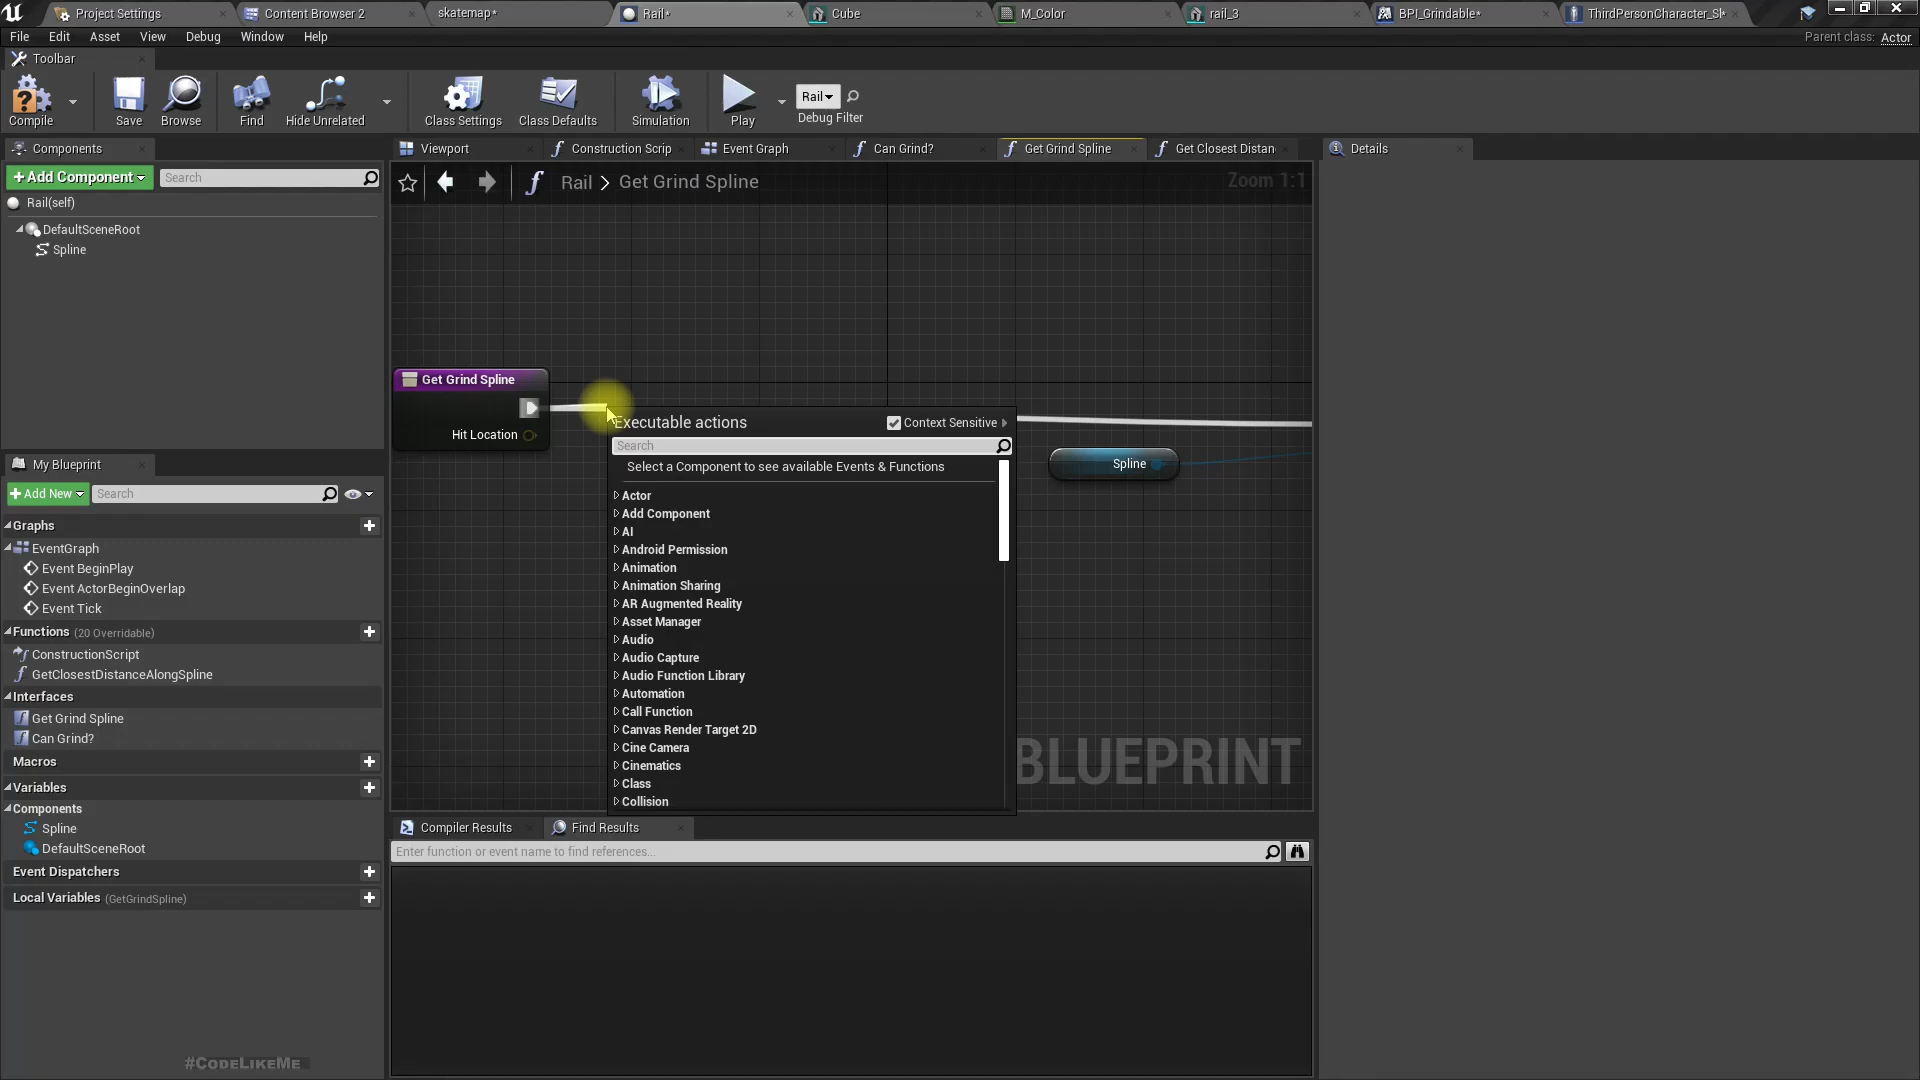 Project Settings
Content Browser 2
skatemap*
Rail*
Cube
M_Color
rail_3
BPI_Grindable*
ThirdPersonCharacter_Sk*
File Edit Asset View Debug Window Help
Parent class: Actor
Toolbar
Compile
Save
Browse
Find
Hide Unrelated
Class Settings
Class Defaults
Simulation
Play
Rail
Debug Filter
Components
+Add Component
Search
Rail(self)
DefaultSceneRoot
Spline
My Blueprint
+Add New
Search
Graphs
EventGraph
Event BeginPlay
Event ActorBeginOverlap
Event Tick
Functions (20 Overridable)
ConstructionScript
GetClosestDistanceAlongSpline
Interfaces
Get Grind Spline
Can Grind?
Macros
Variables
Components
Spline
DefaultSceneRoot
Event Dispatchers
Local Variables (GetGrindSpline)
#CodeLikeMe
Viewport
Construction Scrip
Event Graph
Can Grind?
Get Grind Spline
Get Closest Distan
Rail > Get Grind Spline
Zoom 1:1
Get Grind Spline
Hit Location
Spline
BLUEPRINT
Executable actions
Context Sensitive
Search
Select a Component to see available Events & Functions
Actor
Add Component
AI
Android Permission
Animation
Animation Sharing
AR Augmented Reality
Asset Manager
Audio
Audio Capture
Audio Function Library
Automation
Call Function
Canvas Render Target 2D
Cine Camera
Cinematics
Class
Collision
Compiler Results
Find Results
Enter function or event name to find references...
Details